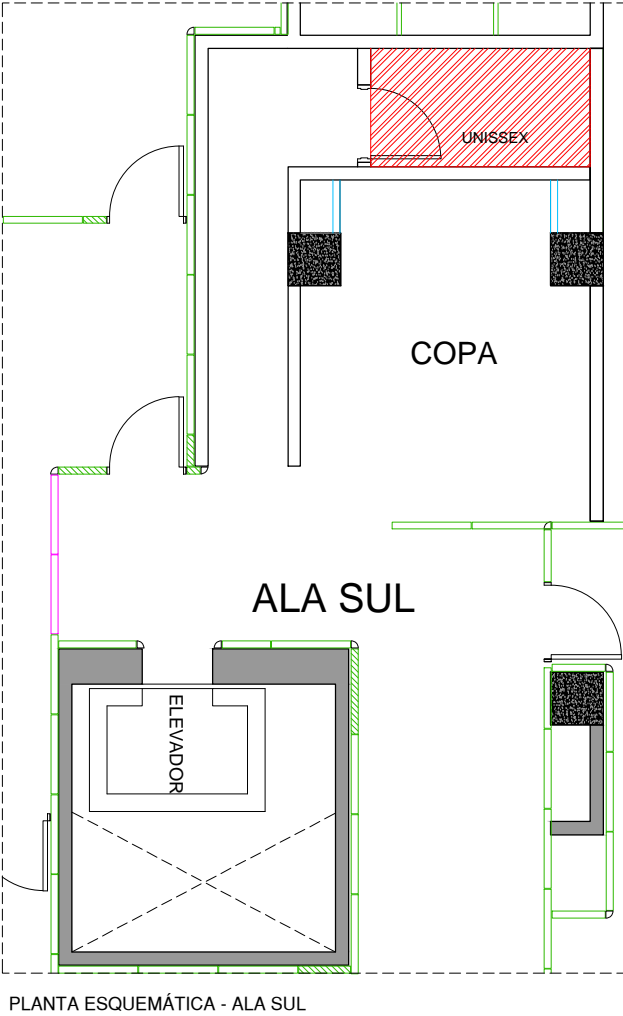 UNISSEX
COPA
ALA SUL
ELEVADOR
PLANTA ESQUEMÁTICA - ALA SUL